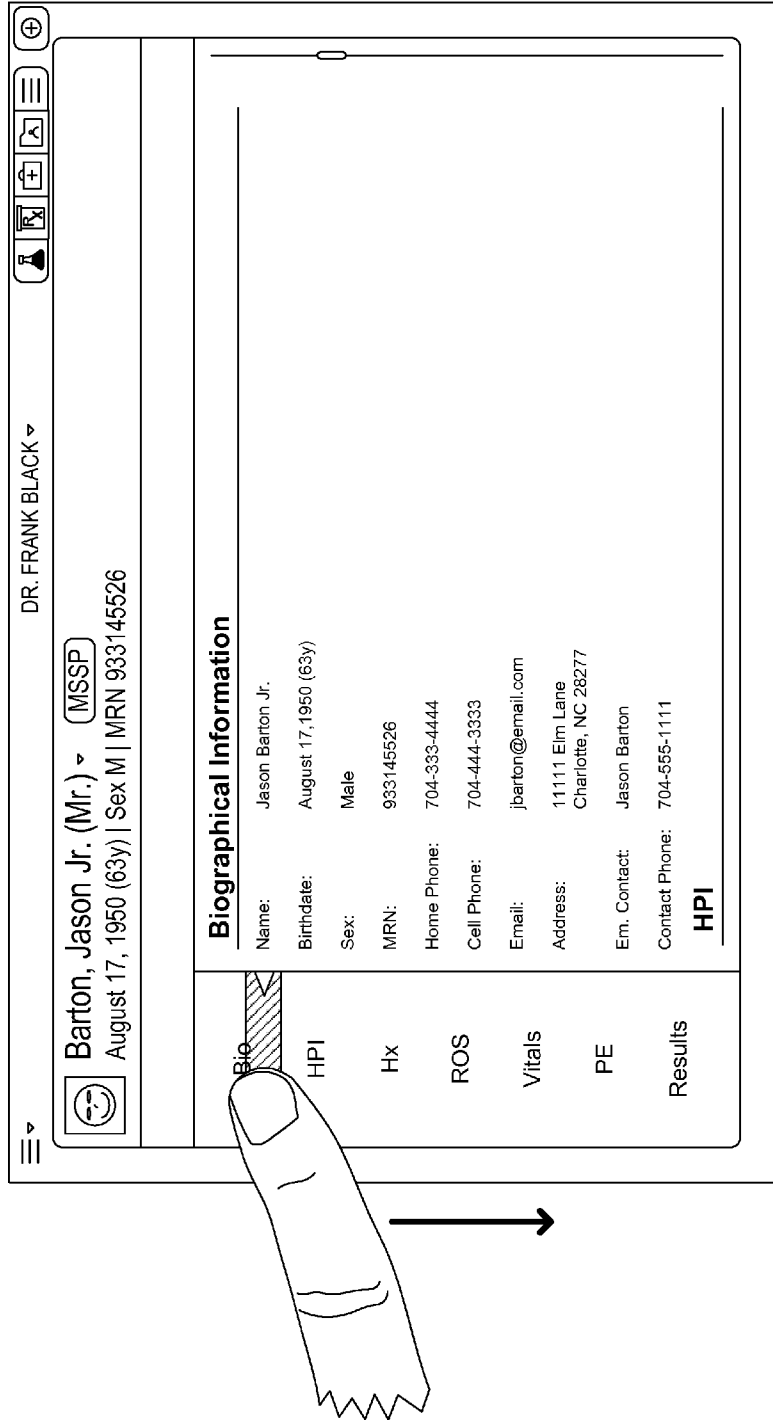 DR. FRANK BLACK
Rx
Barton, Jason Jr. (Mr.) MSSP
August 17, 1950 (63y) | Sex M | MRN 933145526
Bio
HPI
Hx
ROS
Vitals
PE
Results
Biographical Information
Name: Jason Barton Jr.
Birthdate: August 17,1950 (63y)
Sex: Male
MRN: 933145526
Home Phone: 704-333-4444
Cell Phone: 704-444-3333
Email: jbarton@email.com
Address: 11111 Elm Lane
Charlotte, NC 28277
Em. Contact: Jason Barton
Contact Phone: 704-555-1111
HPI